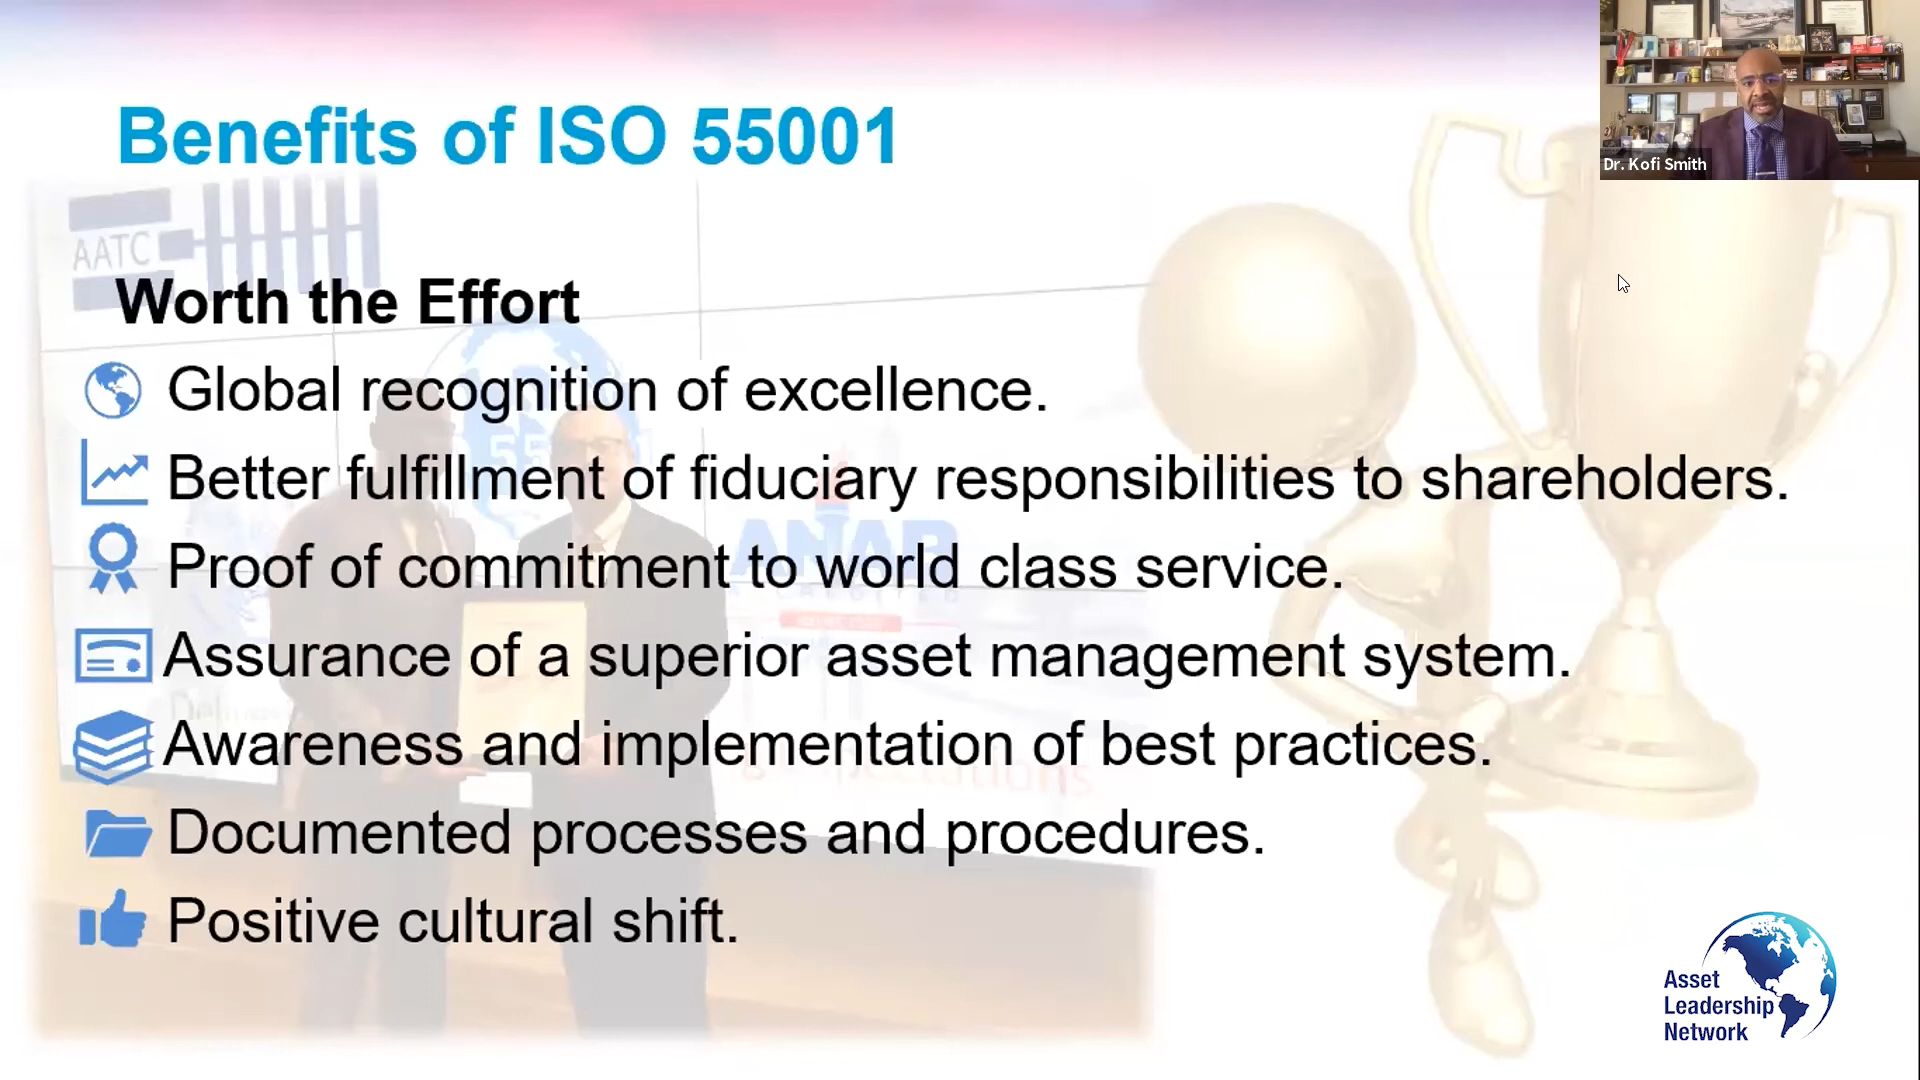 Benefits of ISO 55001
Dr. Kofi Smith
AATC
Worth the Effort
Global recognition of excellence.
Better fulfillment of fiduciary responsibilities to shareholders.
Proof of commitment to world class service.
ANAB
Assurance of a superior asset management system.
Awareness and implementation of best practices.
Documented processes and procedures.
Positive cultural shift.
Asset
Leadership
Network